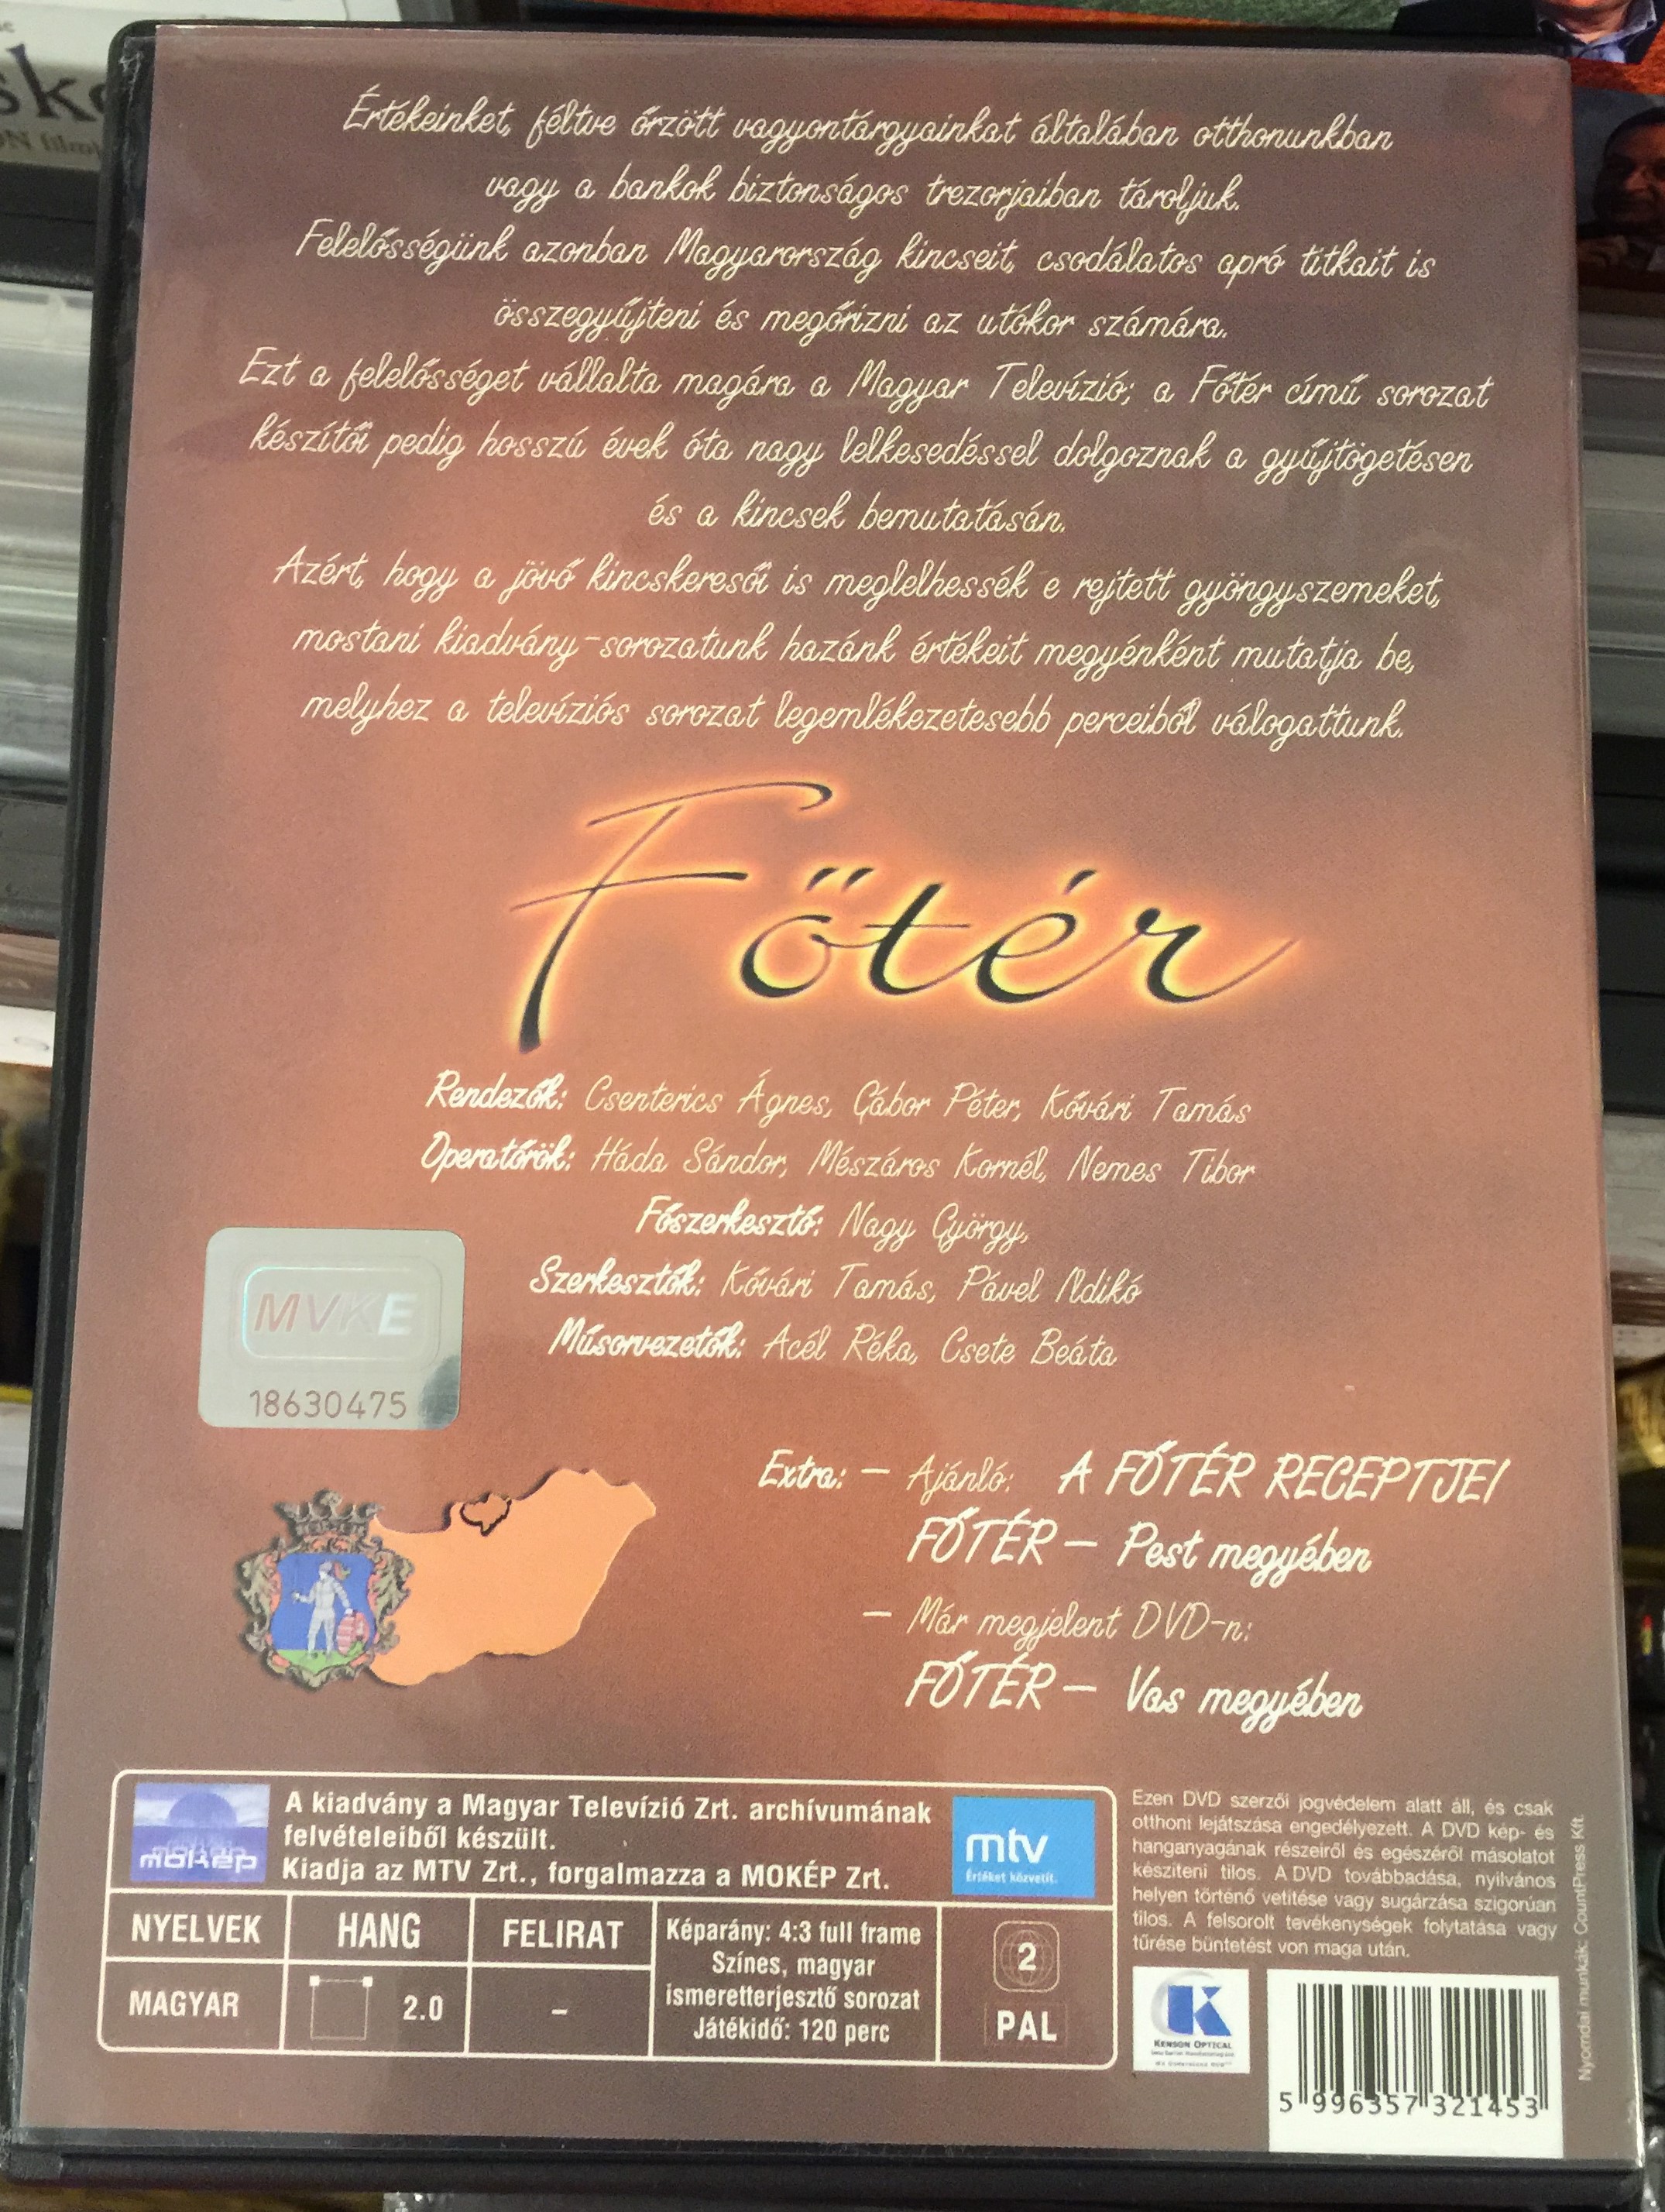 Értékeinket, féltve őrzött vagyontárgyainkat általában otthonunkban
vagy a bankok biztonságos trezorjaiban tároljuk.
Felelősségünk azonban Magyarország kincseit, csodálatos apró titkait is
összegyűjteni és megőrizni az utókor számára.
Ezt a felelősséget vállalta magára a Magyar Televízió; a Főtér című sorozat
készítői pedig hosszú évek óta nagy lelkesedéssel dolgoznak a gyűjtögetésen
és a kincsek bemutatásán.
Azért, hogy a jövő kincskeresői is meglelhessék e rejtett gyöngyszemeket,
mostani kiadvány-sorozatunk hazánk értékeit megyénként mutatja be,
melyhez a televíziós sorozat legemlékezetesebb perceiből válogattunk.
Főtér
Rendezők: Csenterics Ágnes, Gábor Péter, Kővári Tamás
Operatőrök: Háda Sándor, Mészáros Kornél, Nemes Tibor
Főszerkesztő: Nagy György,
Szerkesztők: Kővári Tamás, Pável Ildikó
Műsorvezetők: Acél Réka, Csete Beáta
MVKE
18630475
Extra: – Ajánló: A FŐTÉR RECEPTJEI
FŐTÉR – Pest megyében
– Már megjelent DVD-n:
FŐTÉR – Vas megyében
mokép
A kiadvány a Magyar Televízió Zrt. archívumának
felvételeiből készült.
Kiadja az MTV Zrt., forgalmazza a MOKÉP Zrt.
mtv
Értéket közvetít.
NYELVEK
HANG
FELIRAT
MAGYAR
2.0
–
Képarány: 4:3 full frame
Színes, magyar
ismeretterjesztő sorozat
Játékidő: 120 perc
2
PAL
Ezen DVD szerzői jogvédelem alatt áll, és csak
otthoni lejátszása engedélyezett. A DVD kép- és
hanganyagának részeiről és egészéről másolatot
készíteni tilos. A DVD továbbadása, nyilvános
helyen történő vetítése vagy sugárzása szigorúan
tilos. A felsorolt tevékenységek folytatása vagy
tűrése büntetést von maga után.
KENSON OPTICAL
5 996357 321453
Nyomdai munkák: CountPress Kft.